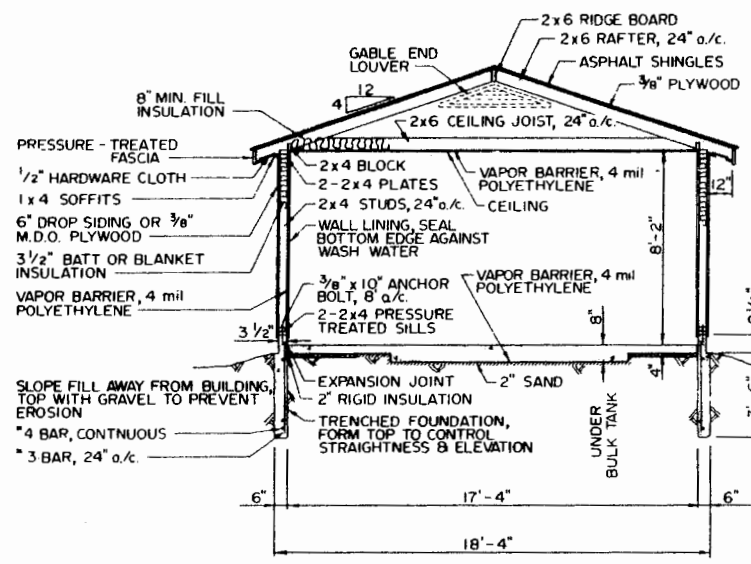 2x6 RIDGE BOARD
2x6 RAFTER, 24" o./c.
ASPHALT SHINGLES
3/8" PLYWOOD
GABLE END
LOUVER
12
4
8" MIN. FILL
INSULATION
2x6 CEILING JOIST, 24" o./c.
PRESSURE-TREATED
FASCIA
1/2" HARDWARE CLOTH
1x4 SOFFITS
6" DROP SIDING OR 3/8"
M.D.O. PLYWOOD
3 1/2" BATT OR BLANKET
INSULATION
VAPOR BARRIER, 4 mil
POLYETHYLENE
2x4 BLOCK
2-2x4 PLATES
2x4 STUDS, 24" o./c.
WALL LINING, SEAL
BOTTOM EDGE AGAINST
WASH WATER
VAPOR BARRIER, 4 mil
POLYETHYLENE
CEILING
12"
8'-2"
3/8" x 10" ANCHOR
BOLT, 8' o./c.
2-2x4 PRESSURE
TREATED SILLS
VAPOR BARRIER, 4 mil
POLYETHYLENE
3 1/2"
8"
4"
SLOPE FILL AWAY FROM BUILDING,
TOP WITH GRAVEL TO PREVENT
EROSION
#4 BAR, CONTNUOUS
3 BAR, 24" o./c.
EXPANSION JOINT
2" RIGID INSULATION
TRENCHED FOUNDATION,
FORM TOP TO CONTROL
STRAIGHTNESS & ELEVATION
2" SAND
UNDER
BULK TANK
6"
17'-4"
6"
18'-4"